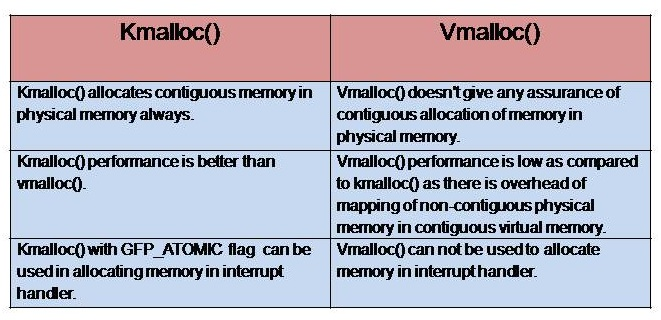 Kmalloc()
Vmalloc()
Kmalloc() allocates contiguous memory in
physical memory always.
Vmalloc() doesn't give any assurance of
contiguous allocation of memory in
physical memory.
Kmalloc() performance is better than
vmalloc().
Vmalloc() performance is low as compared
to kmalloc() as there is overhead of
mapping of non-contiguous physical
memory in contiguous virtual memory.
Kmalloc() with GFP_ATOMIC flag can be
used in allocating memory in interrupt
handler.
Vmalloc() can not be used to allocate
memory in interrupt handler.